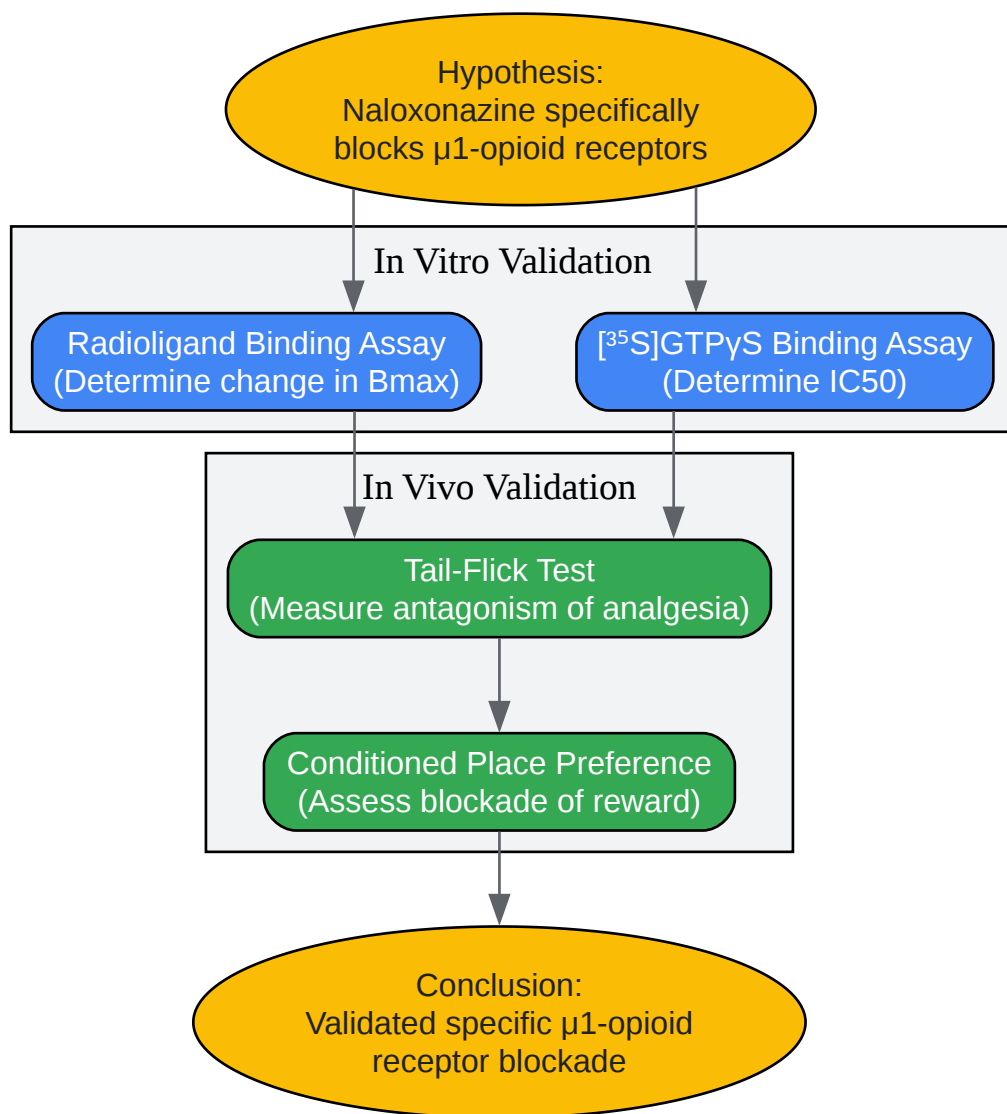 Hypothesis:
Naloxonazine specifically
blocks μ1-opioid receptors
In Vitro Validation
Radioligand Binding Assay
(Determine change in Bmax)
[³⁵S]GTPγS Binding Assay
(Determine IC50)
In Vivo Validation
Tail-Flick Test
(Measure antagonism of analgesia)
Conditioned Place Preference
(Assess blockade of reward)
Conclusion:
Validated specific μ1-opioid
receptor blockade